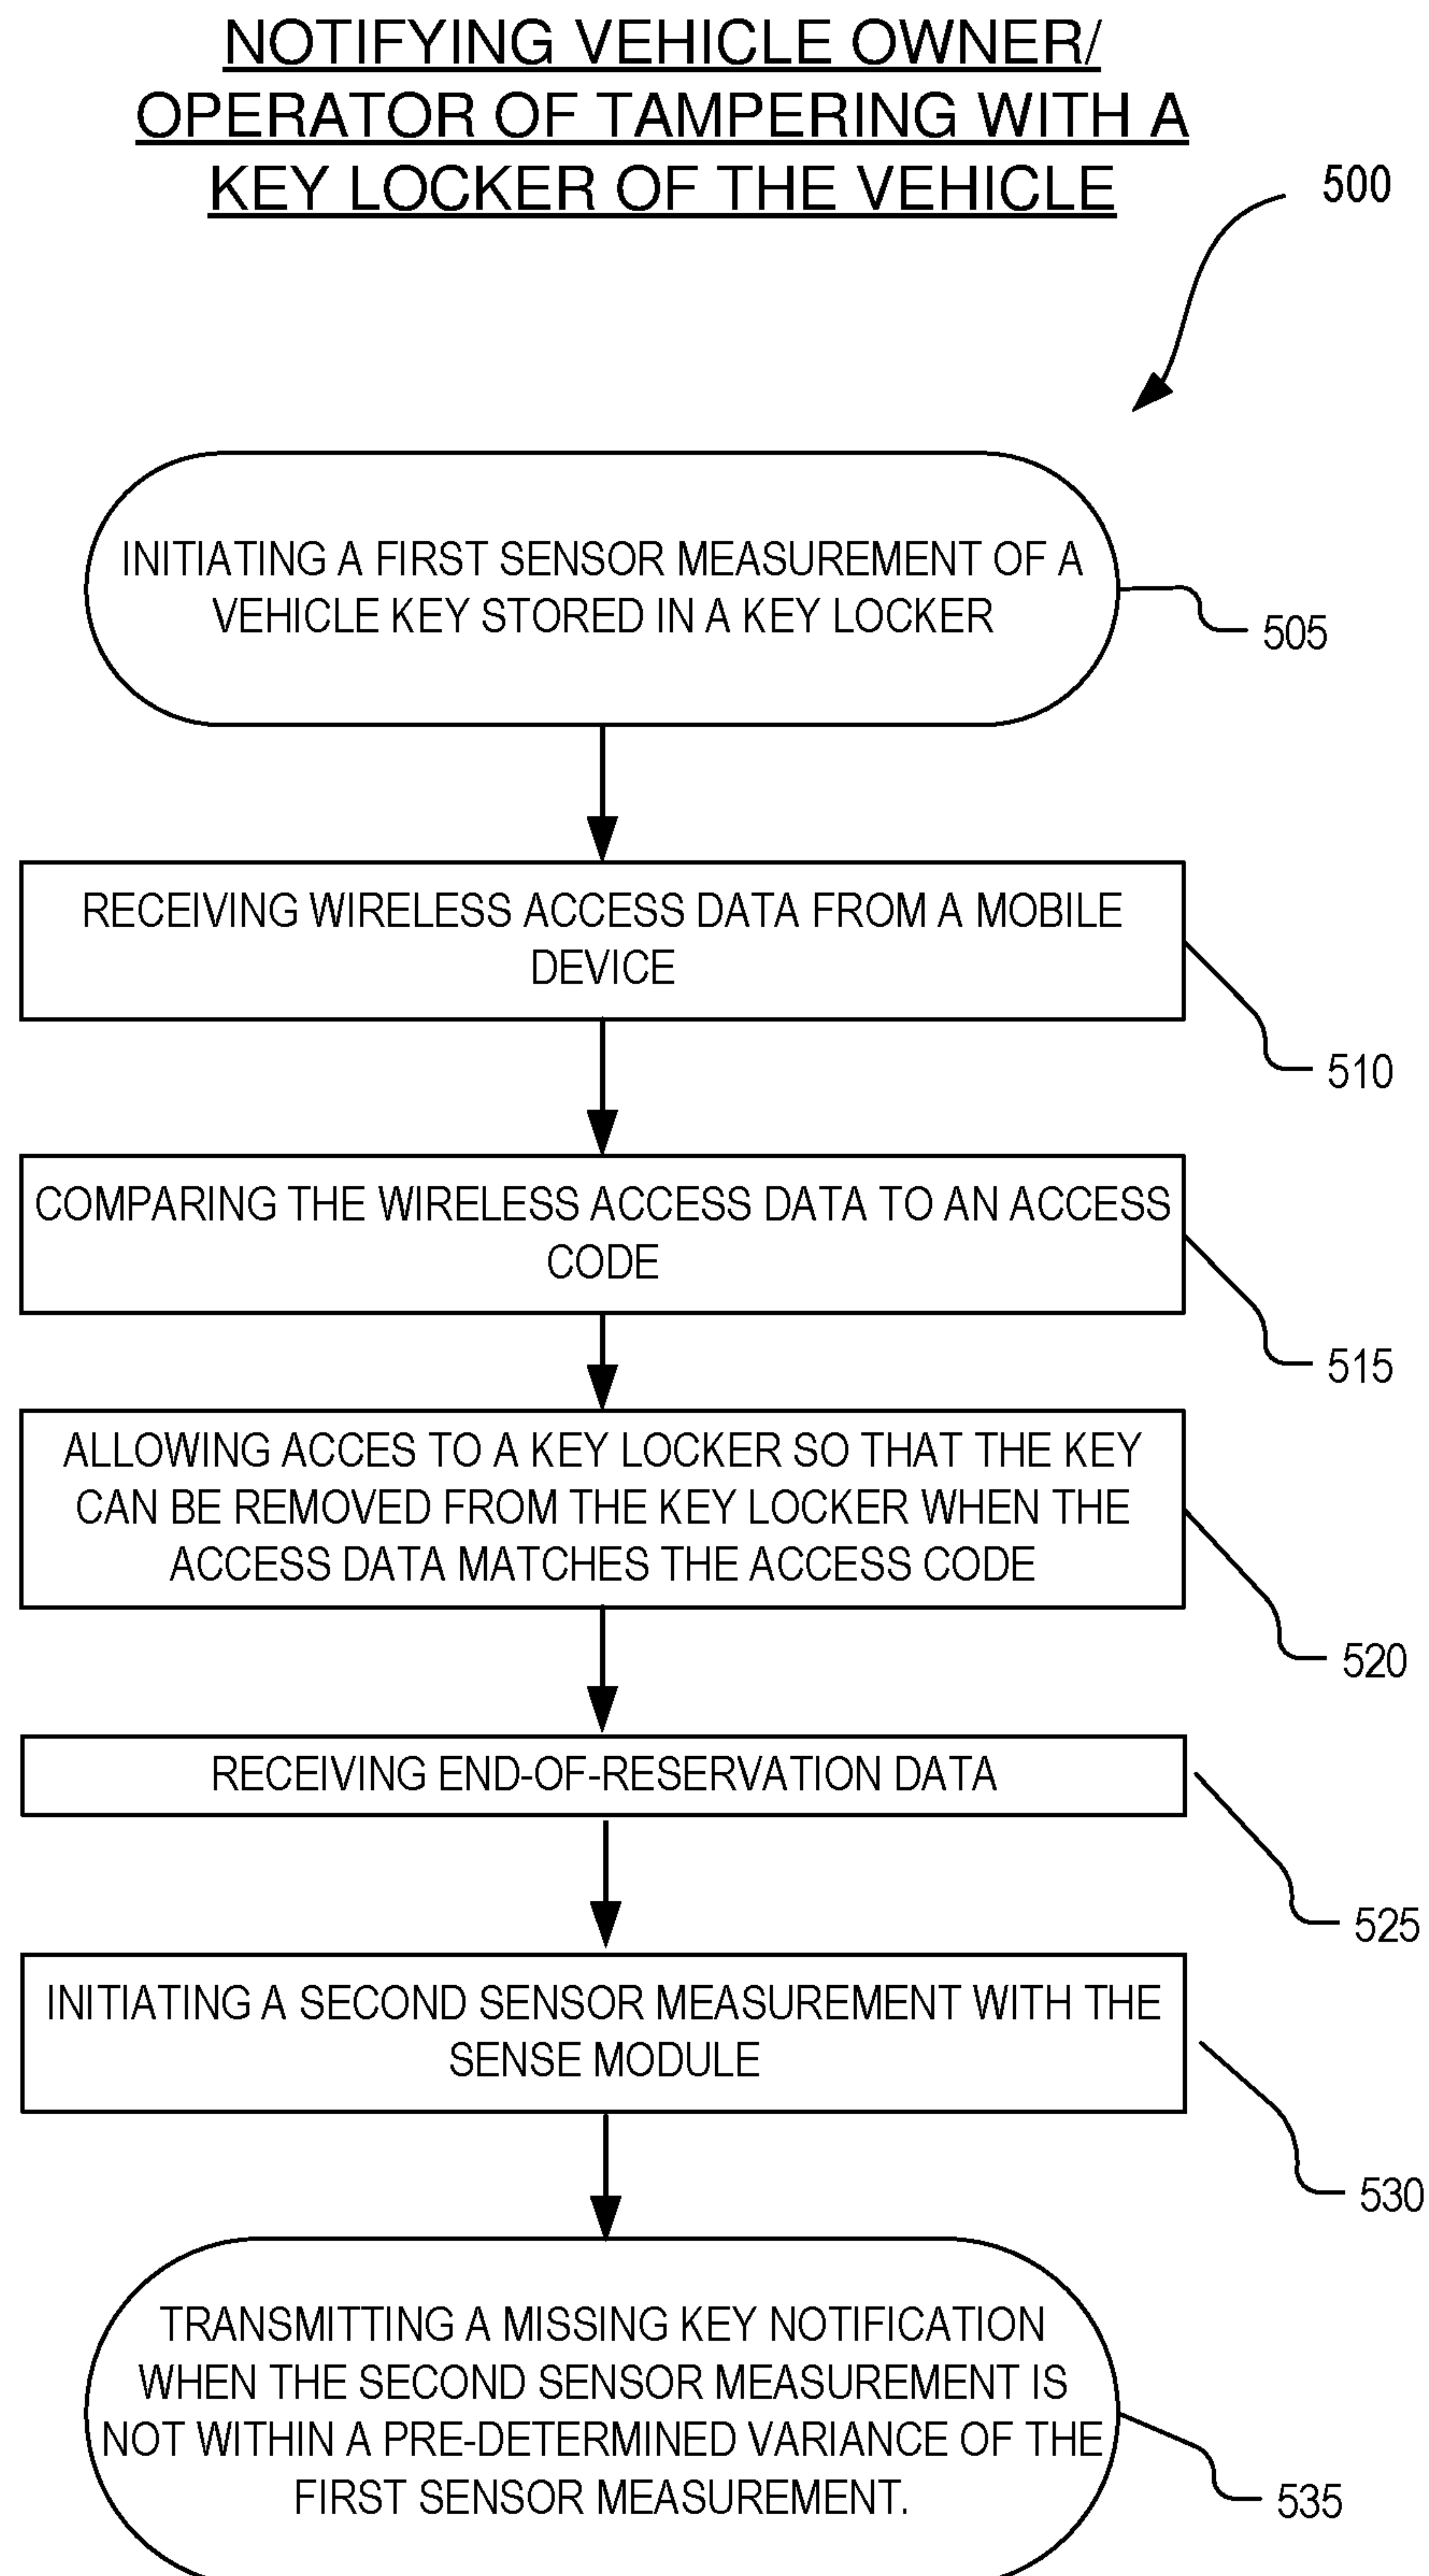 NOTIFYING VEHICLE OWNER/
OPERATOR OF TAMPERING WITH A
KEY LOCKER OF THE VEHICLE
500
INITIATING A FIRST SENSOR MEASUREMENT OF A
VEHICLE KEY STORED IN A KEY LOCKER
505
RECEIVING WIRELESS ACCESS DATA FROM A MOBILE
DEVICE
510
COMPARING THE WIRELESS ACCESS DATA TO AN ACCESS
CODE
515
ALLOWING ACCES TO A KEY LOCKER SO THAT THE KEY
CAN BE REMOVED FROM THE KEY LOCKER WHEN THE
ACCESS DATA MATCHES THE ACCESS CODE
520
RECEIVING END-OF-RESERVATION DATA
525
INITIATING A SECOND SENSOR MEASUREMENT WITH THE
SENSE MODULE
530
TRANSMITTING A MISSING KEY NOTIFICATION
WHEN THE SECOND SENSOR MEASUREMENT IS
NOT WITHIN A PRE-DETERMINED VARIANCE OF THE
FIRST SENSOR MEASUREMENT.
535